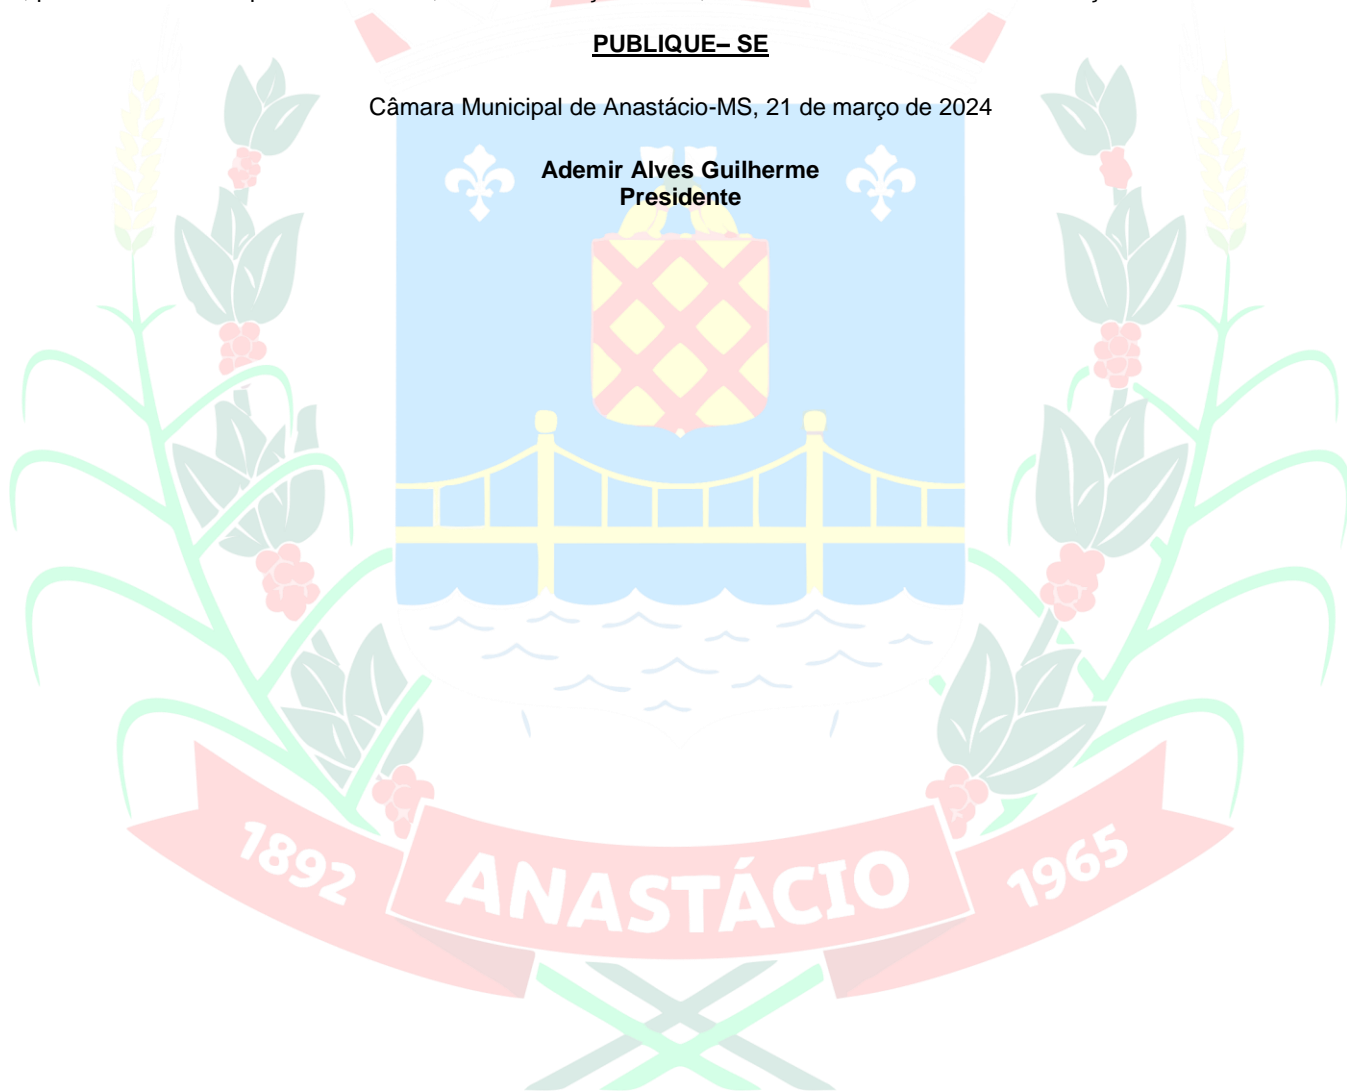 PUBLIQUE– SE
Câmara Municipal de Anastácio-MS, 21 de março de 2024
Ademir Alves Guilherme
Presidente
1892
ANASTÁCIO
1965